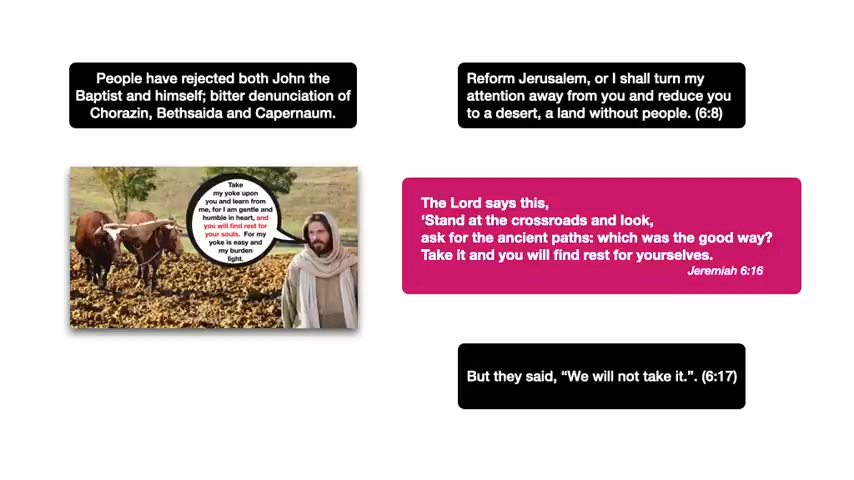 People have rejected both John the
Baptist and himself; bitter denunciation of
Chorazin, Bethsaida and Capernaum.
Take
my yoke upon
you and learn from
me, for I am gentle and
humble in heart, and
you will find rest for
your souls. For my
yoke is easy and
my burden
light.
Reform Jerusalem, or I shall turn my
attention away from you and reduce you
to a desert, a land without people. (6:8)
The Lord says this,
‘Stand at the crossroads and look,
ask for the ancient paths: which was the good way?
Take it and you will find rest for yourselves.
Jeremiah 6:16
But they said, “We will not take it.”. (6:17)